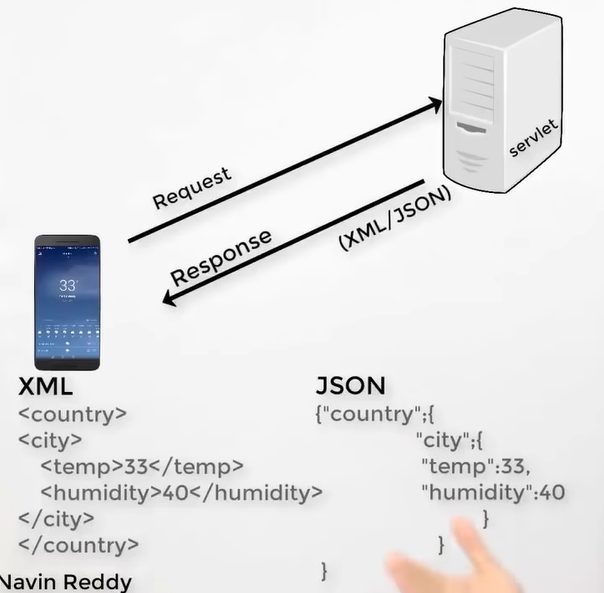 servlet
Request
Response
(XML/JSON)
33°
XML
<country>
<city>
<temp>33</temp>
<humidity>40</humidity>
</city>
</country>
JSON
{"country";{
"city";{
"temp":33,
"humidity":40
}
}
}
Navin Reddy